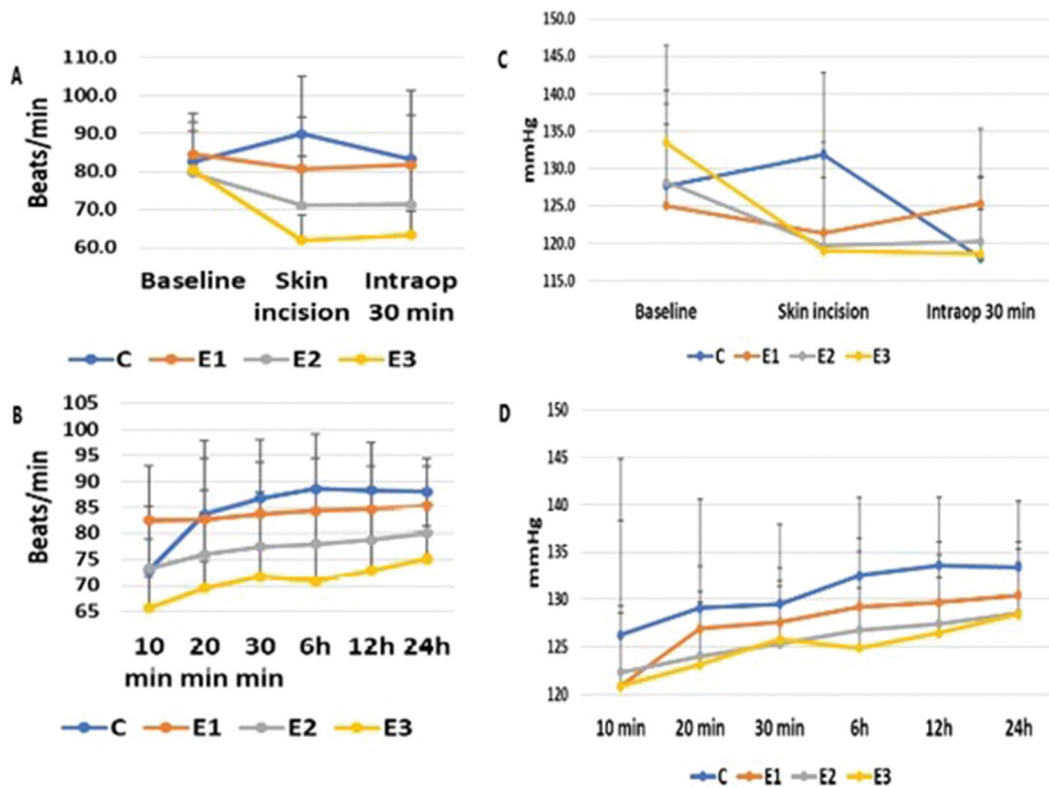 A
Beats/min
110.0
100.0
90.0
80.0
70.0
60.0
Baseline Skin incision Intraop 30 min
C E1 E2 E3
C
mmHg
150.0
145.0
140.0
135.0
130.0
125.0
120.0
115.0
Baseline Skin incision Intraop 30 min
C E1 E2 E3
B
Beats/min
105
100
95
90
85
80
75
70
65
10 20 30 6h 12h 24h
min min min
C E1 E2 E3
D
mmHg
150
145
140
135
130
125
120
10 min 20 min 30 min 6h 12h 24h
C E1 E2 E3